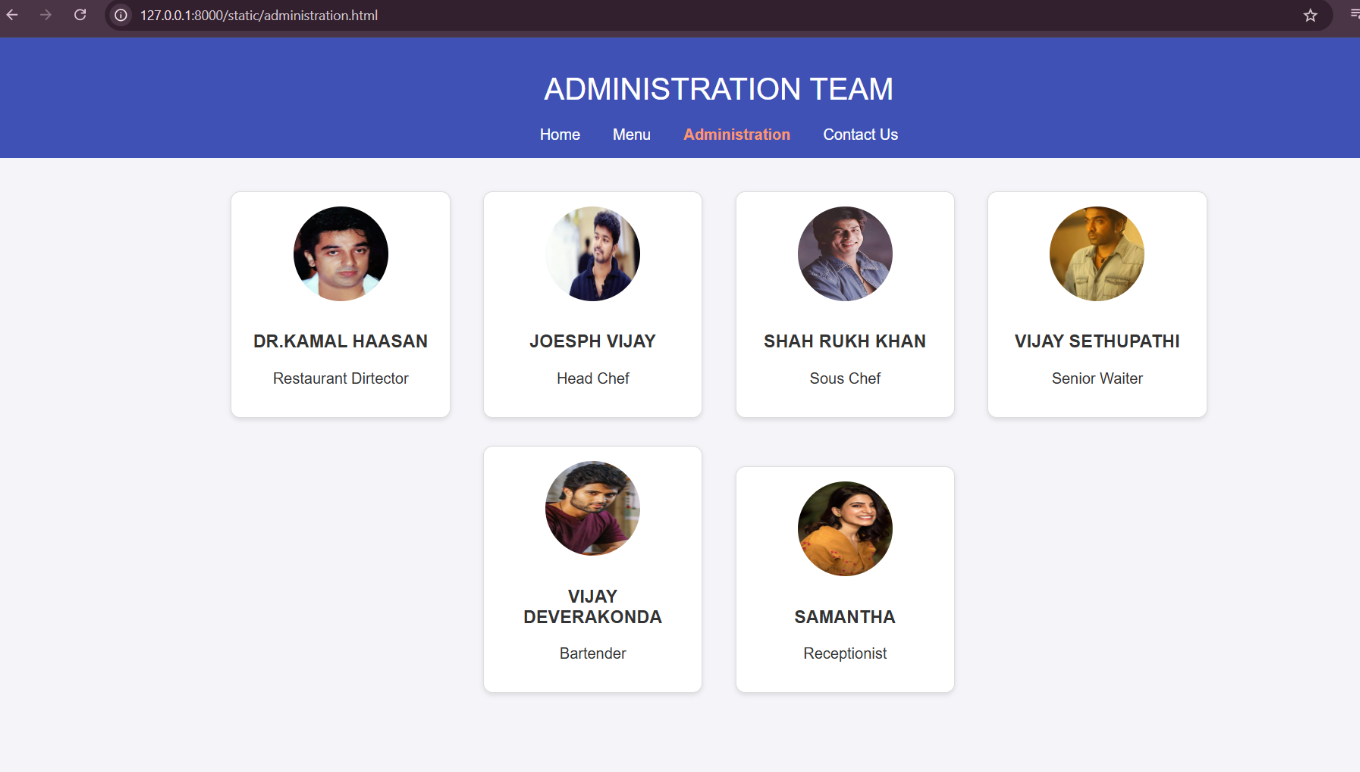 127.0.0.1:8000/static/administration.html
ADMINISTRATION TEAM
Home Menu Administration Contact Us
DR.KAMAL HAASAN
Restaurant Dirtector
JOESPH VIJAY
Head Chef
SHAH RUKH KHAN
Sous Chef
VIJAY SETHUPATHI
Senior Waiter
VIJAY
DEVERAKONDA
Bartender
SAMANTHA
Receptionist